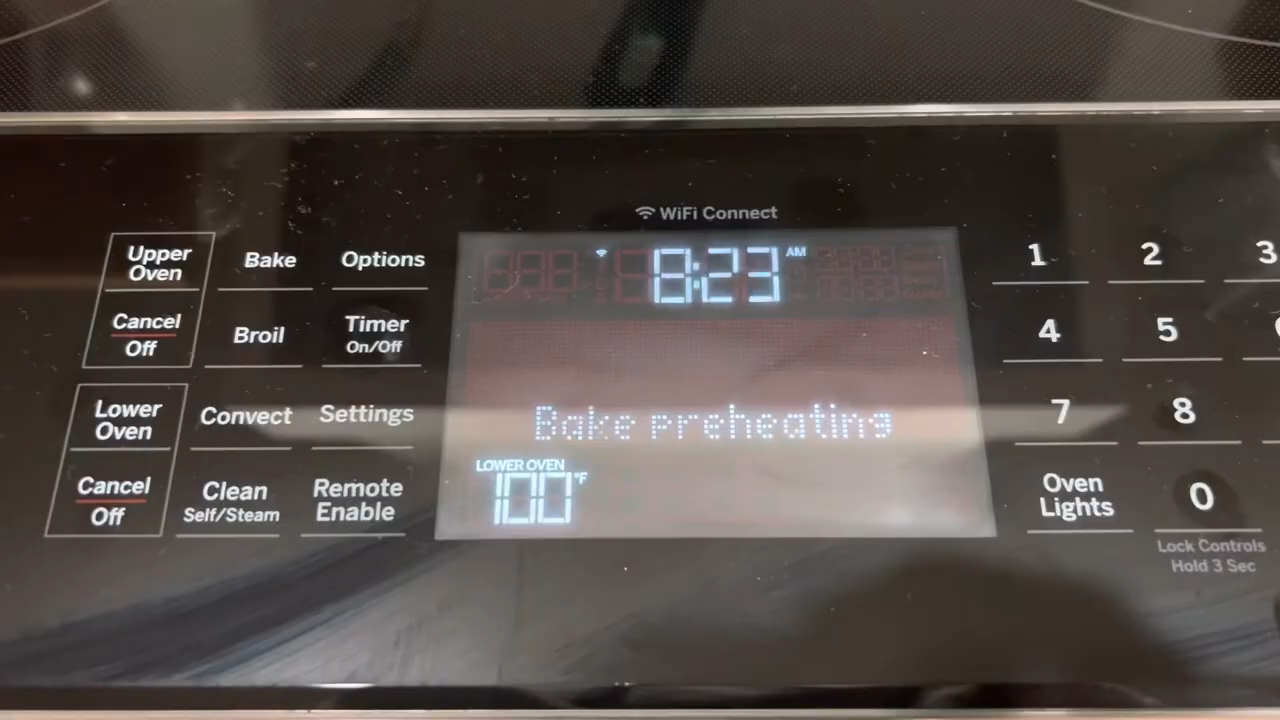 WiFi Connect
Upper
Oven
Bake
Options
8:23 AM
1
2
3
Cancel
Off
Broil
Timer
On/Off
4
5
Lower
Oven
Convect
Settings
Bake preheating
7
8
Cancel
Off
Clean
Self/Steam
Remote
Enable
LOWER OVEN
100°F
Oven
Lights
0
Lock Controls
Hold 3 Sec